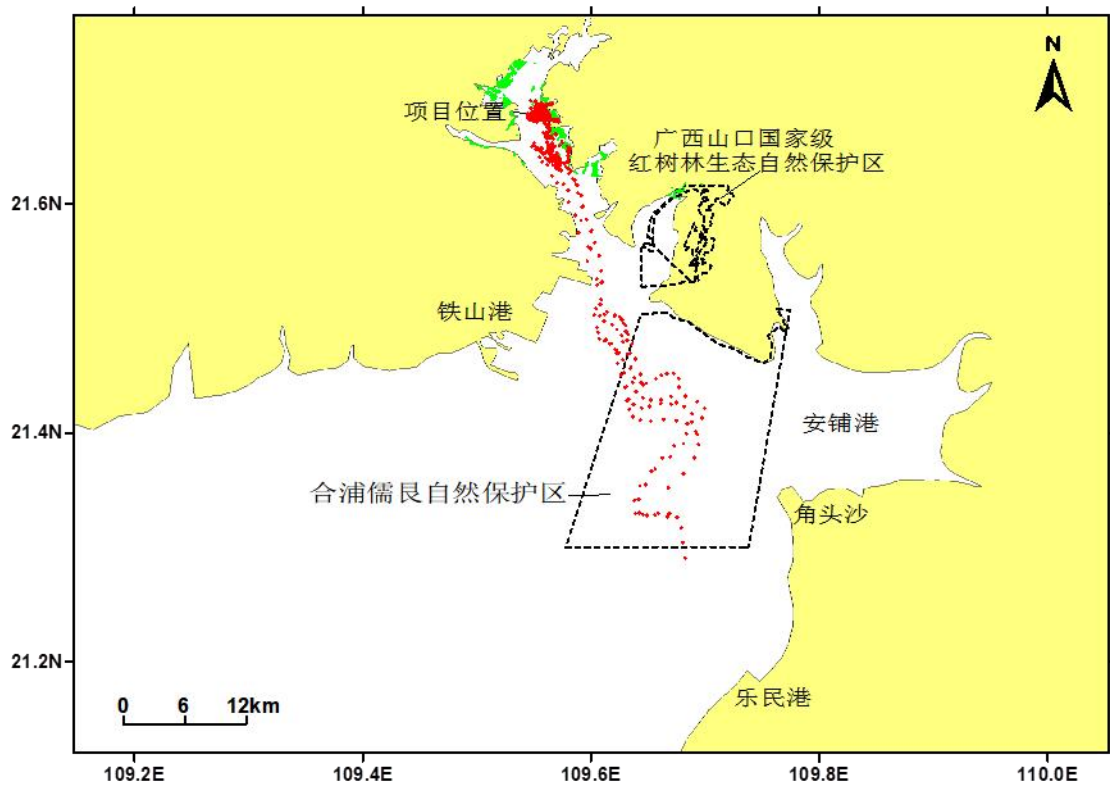 N
项目位置
广西山口国家级
红树林生态自然保护区
21.6N
铁山港
21.4N
安铺港
合浦儒艮自然保护区
角头沙
21.2N
乐民港
0 6 12km
109.2E 109.4E 109.6E 109.8E 110.0E